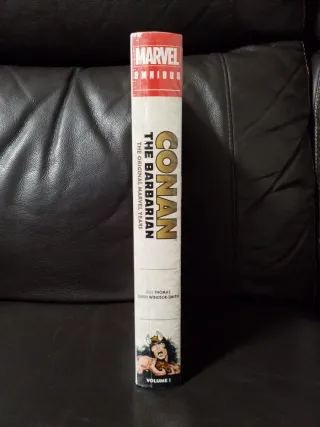 MARVEL
OMNIBUS
CONAN
THE BARBARIAN
THE ORIGINAL MARVEL YEARS
ROY THOMAS
BARRY WINDSOR-SMITH
VOLUME 1